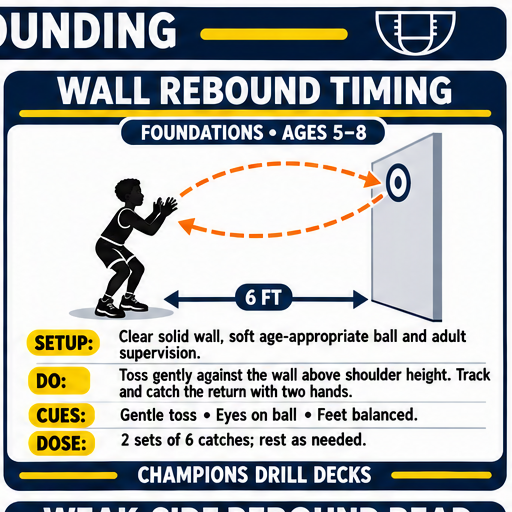 WALL REBOUND TIMING
FOUNDATIONS • AGES 5–8
6 FT
SETUP: Clear solid wall, soft age-appropriate ball and adult
supervision.
DO: Toss gently against the wall above shoulder height. Track
and catch the return with two hands.
CUES: Gentle toss • Eyes on ball • Feet balanced.
DOSE: 2 sets of 6 catches; rest as needed.
CHAMPIONS DRILL DECKS